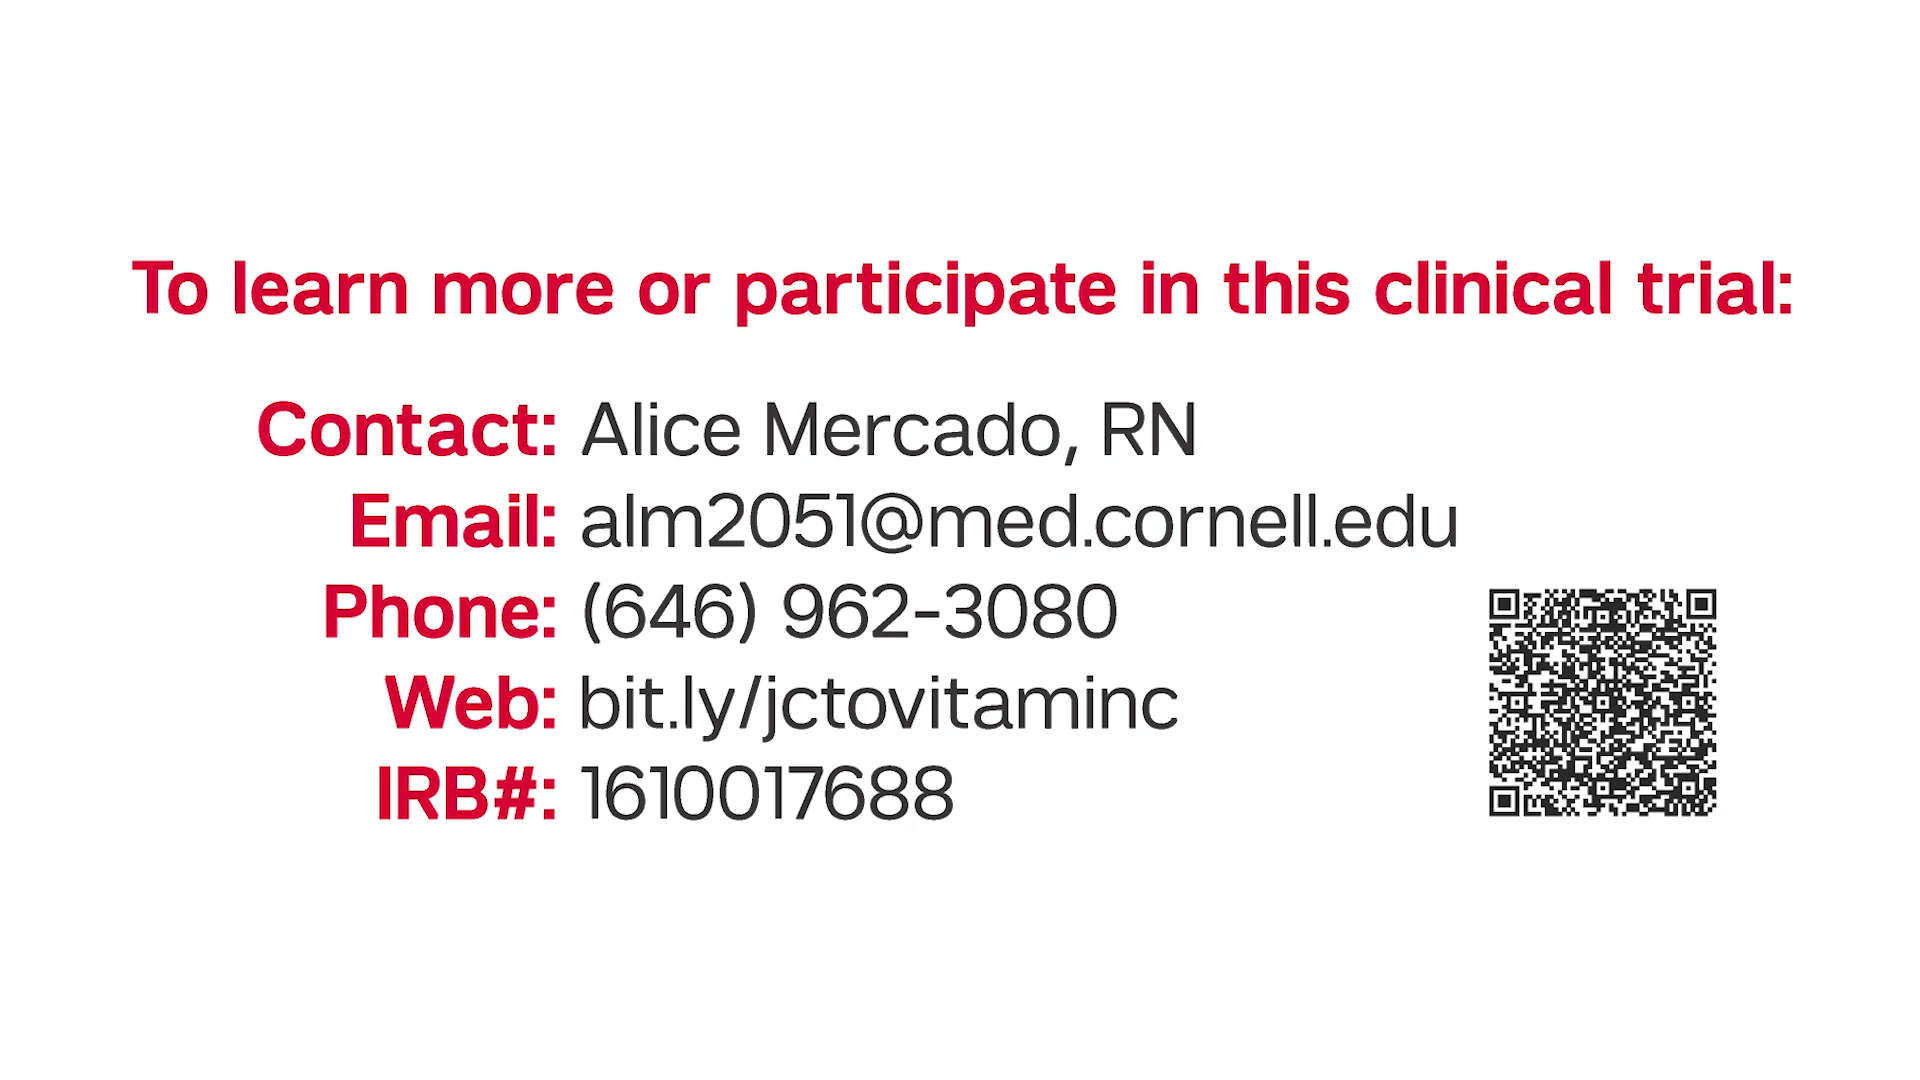 To learn more or participate in this clinical trial:
Contact: Alice Mercado, RN
Email: alm2051@med.cornell.edu
Phone: (646) 962-3080
Web: bit.ly/jctovitaminc
IRB#: 1610017688